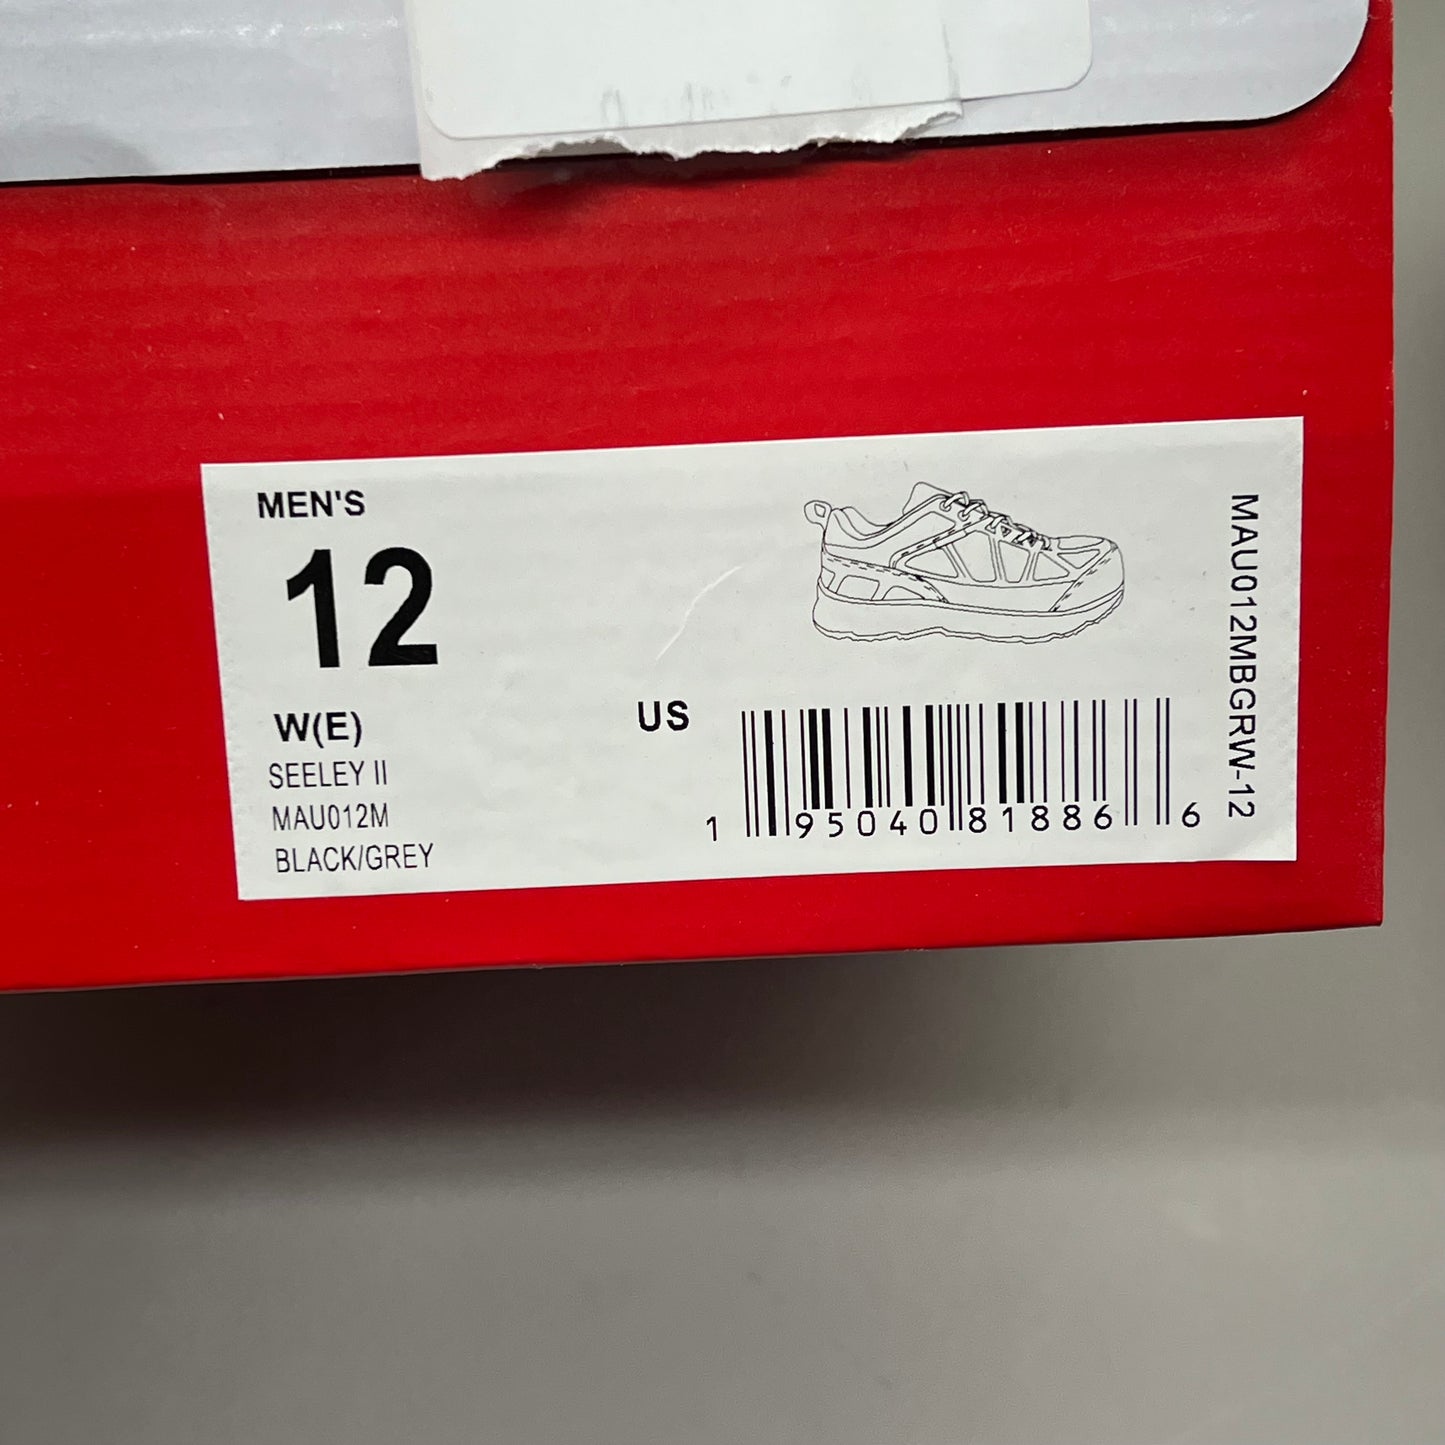 MEN'S
12
W(E)
SEELEY II
MAU012M
BLACK/GREY
US
1 95040 81886 6
MAU012MBGRW-12